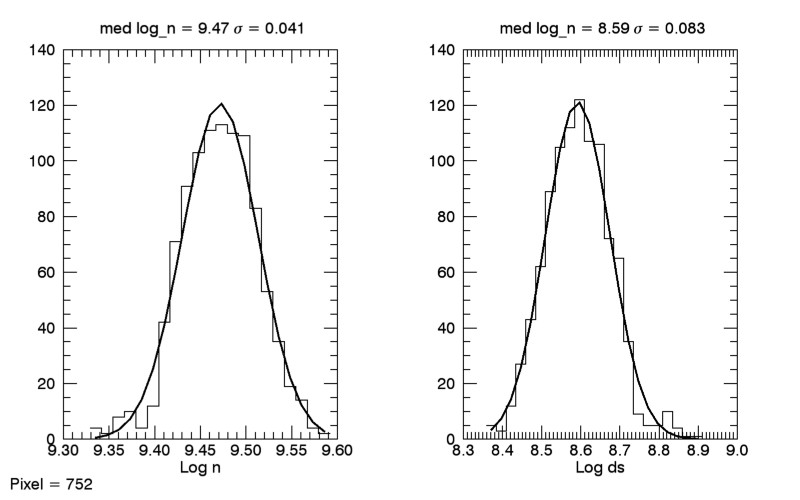 med log_n = 9.47 σ = 0.041
med log_n = 8.59 σ = 0.083
140
120
100
80
60
40
20
0
9.30 9.35 9.40 9.45 9.50 9.55 9.60
Log n
140
120
100
80
60
40
20
0
8.3 8.4 8.5 8.6 8.7 8.8 8.9 9.0
Log ds
Pixel = 752